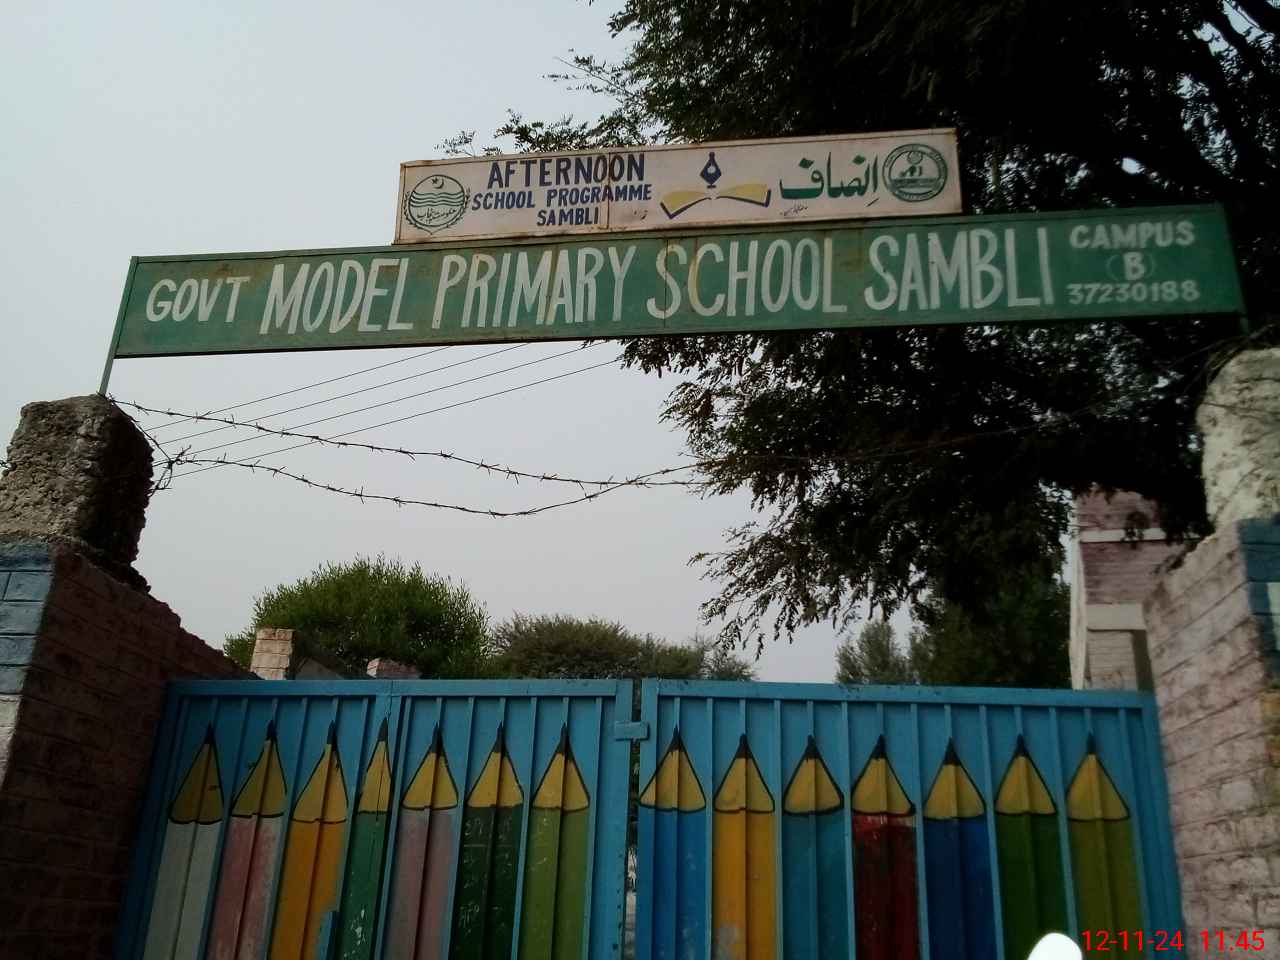 AFTERNOON
SCHOOL PROGRAMME
SAMBLI
انصاف
GOVT MODEL PRIMARY SCHOOL SAMBLI
CAMPUS
(B)
37230188
12-11-24 11:45